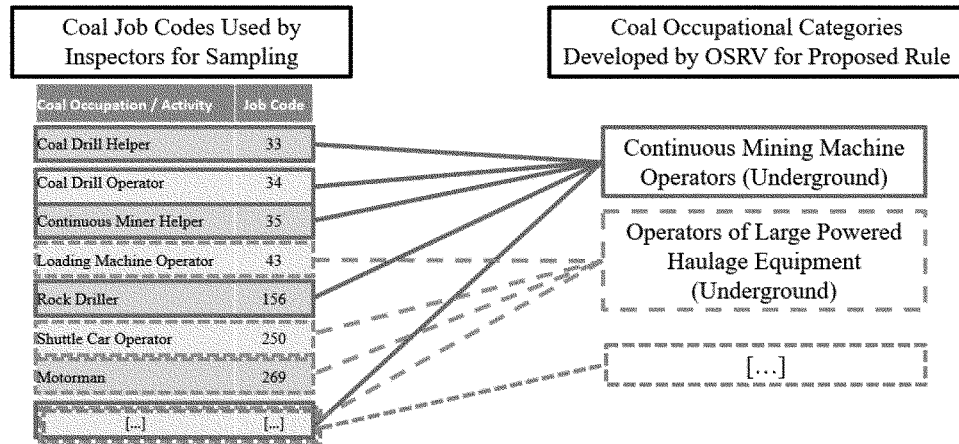 Coal Job Codes Used by
Inspectors for Sampling
Coal Occupational Categories
Developed by OSRV for Proposed Rule
Coal Occupation / Activity Job Code
Coal Drill Helper 33
Coal Drill Operator 34
Continuous Miner Helper 35
Loading Machine Operator 43
Rock Driller 156
Shuttle Car Operator 250
Motorman 269
[...] [...]
Continuous Mining Machine
Operators (Underground)
Operators of Large Powered
Haulage Equipment
(Underground)
[…]